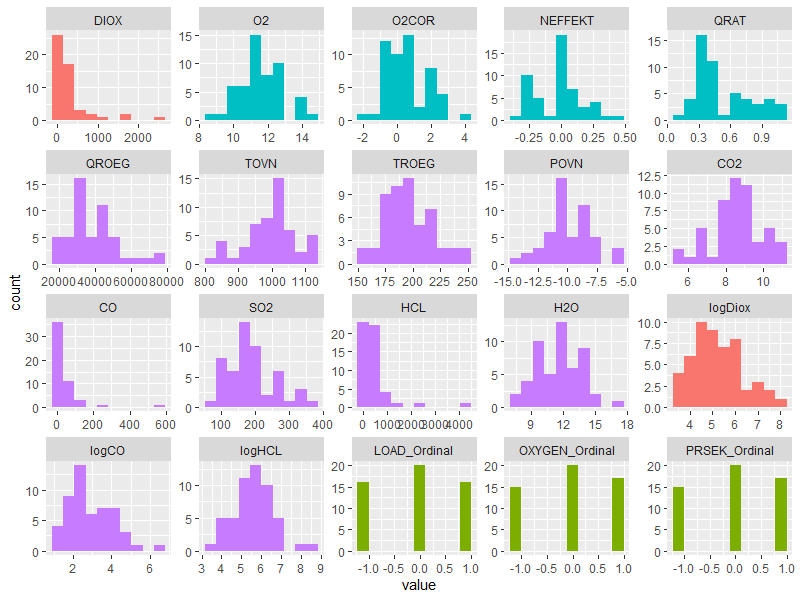 DIOX O2 O2COR NEFFEKT QRAT
20 10 0
0 1000 2000
15 10 5 0
8 10 12 14
10 5 0
-2 0 2 4
15 10 5 0
-0.25 0.00 0.25 0.50
15 10 5 0
0.0 0.3 0.6 0.9
QROEG TOVN TROEG POVN CO2
15 10 5 0
20000 40000 60000 80000
15 10 5 0
800 900 1000 1100
9 6 3 0
150 175 200 225 250
15 10 5 0
-15.0 -12.5 -10.0 -7.5 -5.0
12.5 10.0 7.5 5.0 2.5 0.0
6 8 10
count
CO SO2 HCL H2O logDiox
30 20 10 0
0 200 400 600
10 5 0
100 200 300 400
20 15 10 5 0
0 1000 2000 3000 4000
10 5 0
9 12 15 18
10.0 7.5 5.0 2.5 0.0
4 5 6 7 8
logCO logHCL LOAD_Ordinal OXYGEN_Ordinal PRSEK_Ordinal
10 5 0
2 4 6
10 5 0
3 4 5 6 7 8 9
20 15 10 5 0
-1.0 -0.5 0.0 0.5 1.0
20 15 10 5 0
-1.0 -0.5 0.0 0.5 1.0
20 15 10 5 0
-1.0 -0.5 0.0 0.5 1.0
value